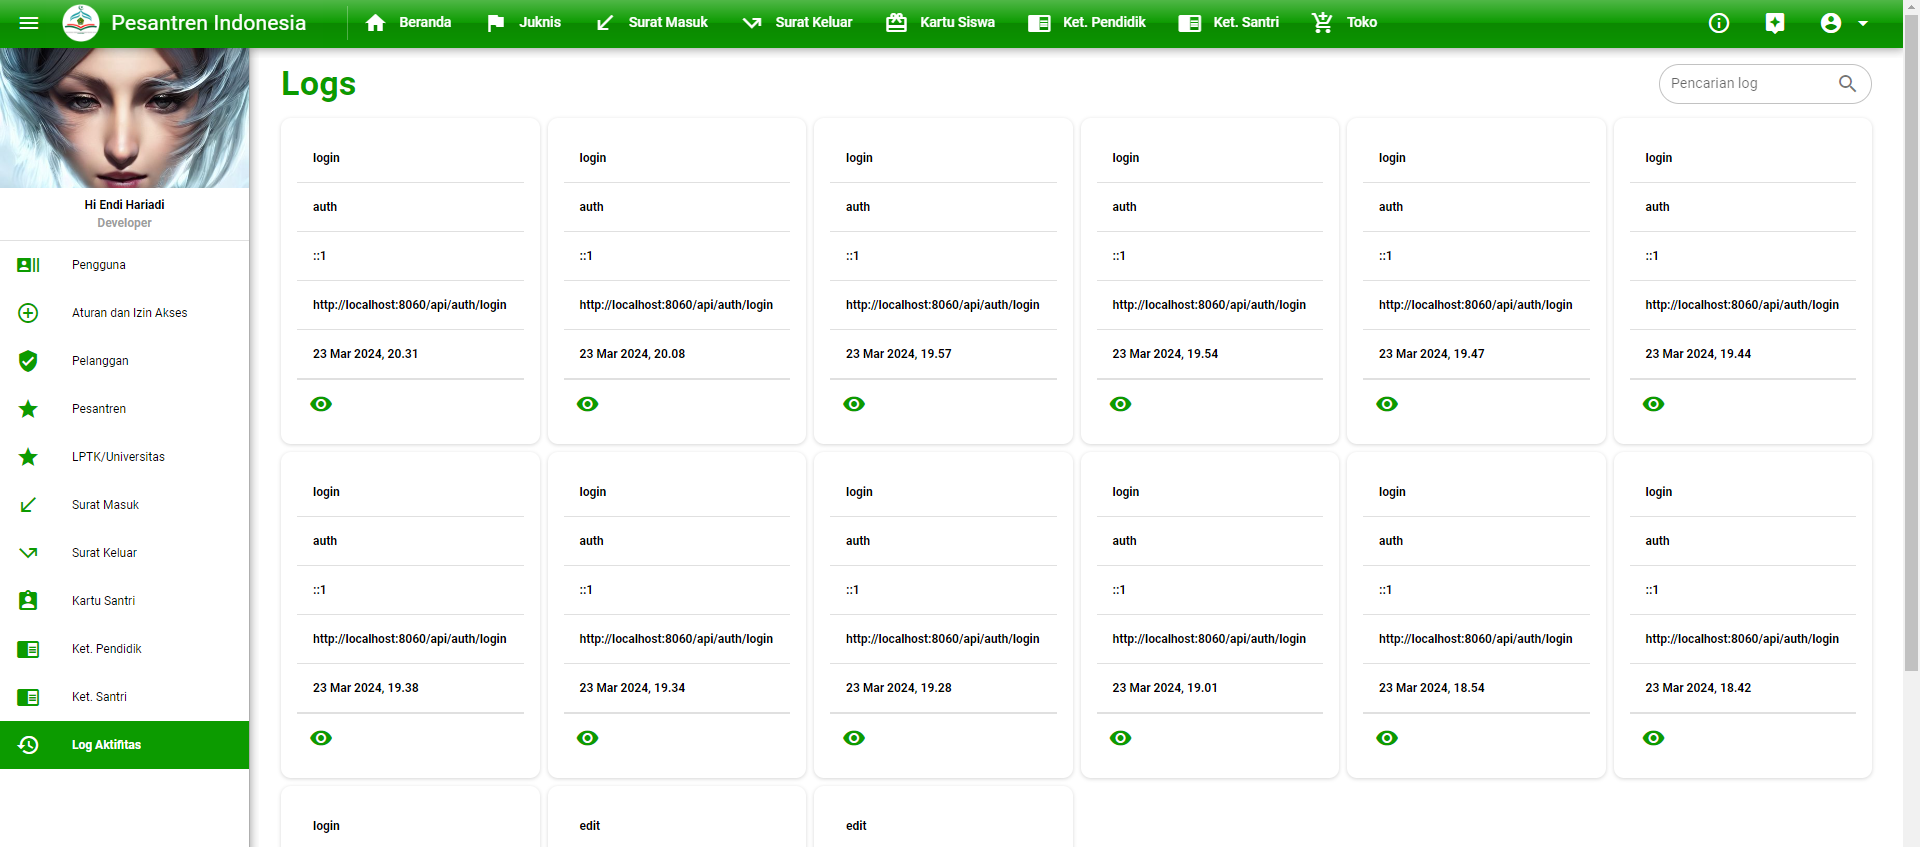 Pesantren Indonesia
Beranda
Juknis
Surat Masuk
Surat Keluar
Kartu Siswa
Ket. Pendidik
Ket. Santri
Toko
Hi Endi Hariadi
Developer
Pengguna
Aturan dan Izin Akses
Pelanggan
Pesantren
LPTK/Universitas
Surat Masuk
Surat Keluar
Kartu Santri
Ket. Pendidik
Ket. Santri
Log Aktifitas
Logs
Pencarian log
login
auth
::1
http://localhost:8060/api/auth/login
23 Mar 2024, 20.31
login
auth
::1
http://localhost:8060/api/auth/login
23 Mar 2024, 20.08
login
auth
::1
http://localhost:8060/api/auth/login
23 Mar 2024, 19.57
login
auth
::1
http://localhost:8060/api/auth/login
23 Mar 2024, 19.54
login
auth
::1
http://localhost:8060/api/auth/login
23 Mar 2024, 19.47
login
auth
::1
http://localhost:8060/api/auth/login
23 Mar 2024, 19.44
login
auth
::1
http://localhost:8060/api/auth/login
23 Mar 2024, 19.38
login
auth
::1
http://localhost:8060/api/auth/login
23 Mar 2024, 19.34
login
auth
::1
http://localhost:8060/api/auth/login
23 Mar 2024, 19.28
login
auth
::1
http://localhost:8060/api/auth/login
23 Mar 2024, 19.01
login
auth
::1
http://localhost:8060/api/auth/login
23 Mar 2024, 18.54
login
auth
::1
http://localhost:8060/api/auth/login
23 Mar 2024, 18.42
login
edit
edit